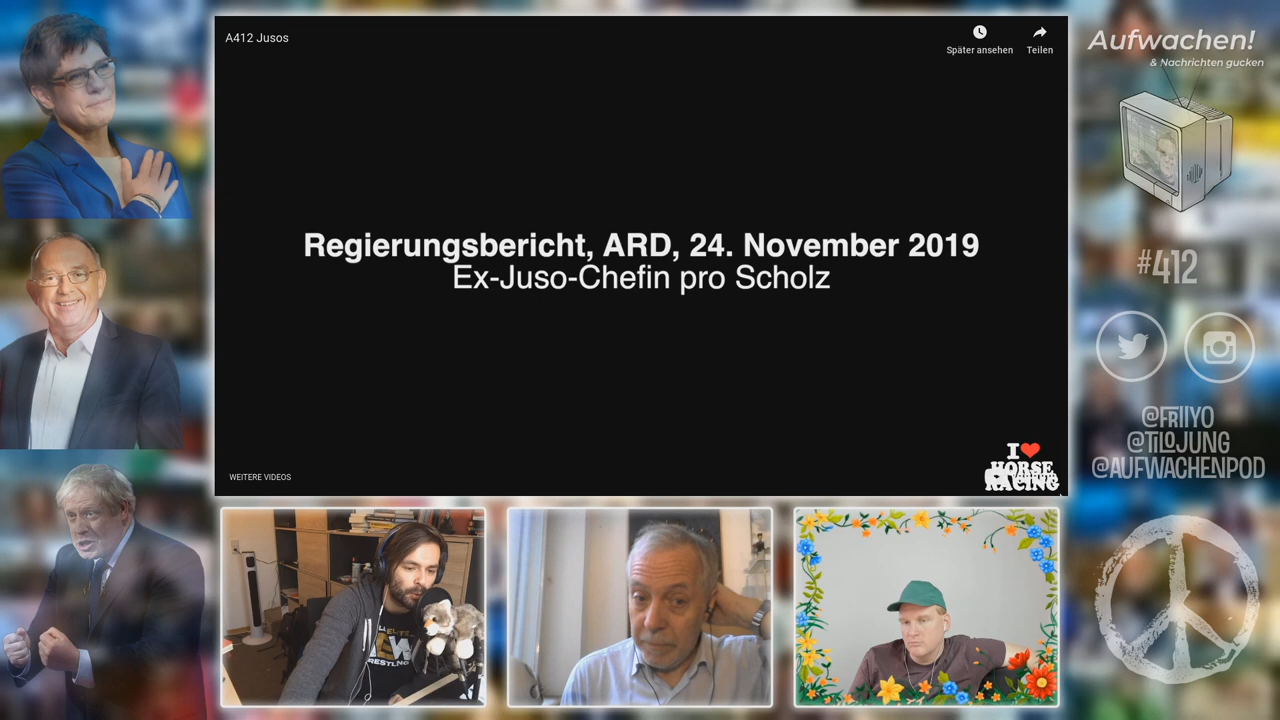 A412 Jusos
Später ansehen
Teilen
Aufwachen!
& Nachrichten gucken
Regierungsbericht, ARD, 24. November 2019
Ex-Juso-Chefin pro Scholz
#412
@FRIIYO
@TILOJUNG
@AUFWACHENPOD
WEITERE VIDEOS
I
HORSE
RACING
WRESTLING